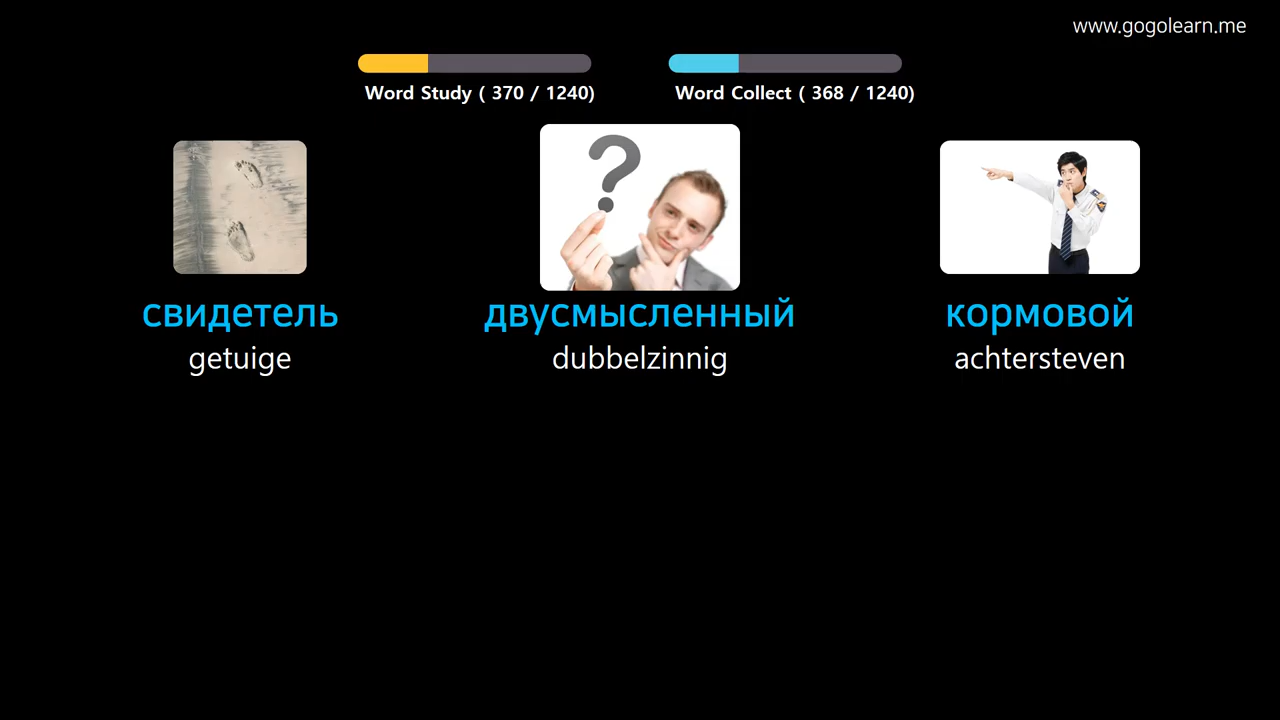 www.gogolearn.me
Word Study ( 370 / 1240)
Word Collect ( 368 / 1240)
свидетель
getuige
двусмысленный
dubbelzinnig
кормовой
achtersteven